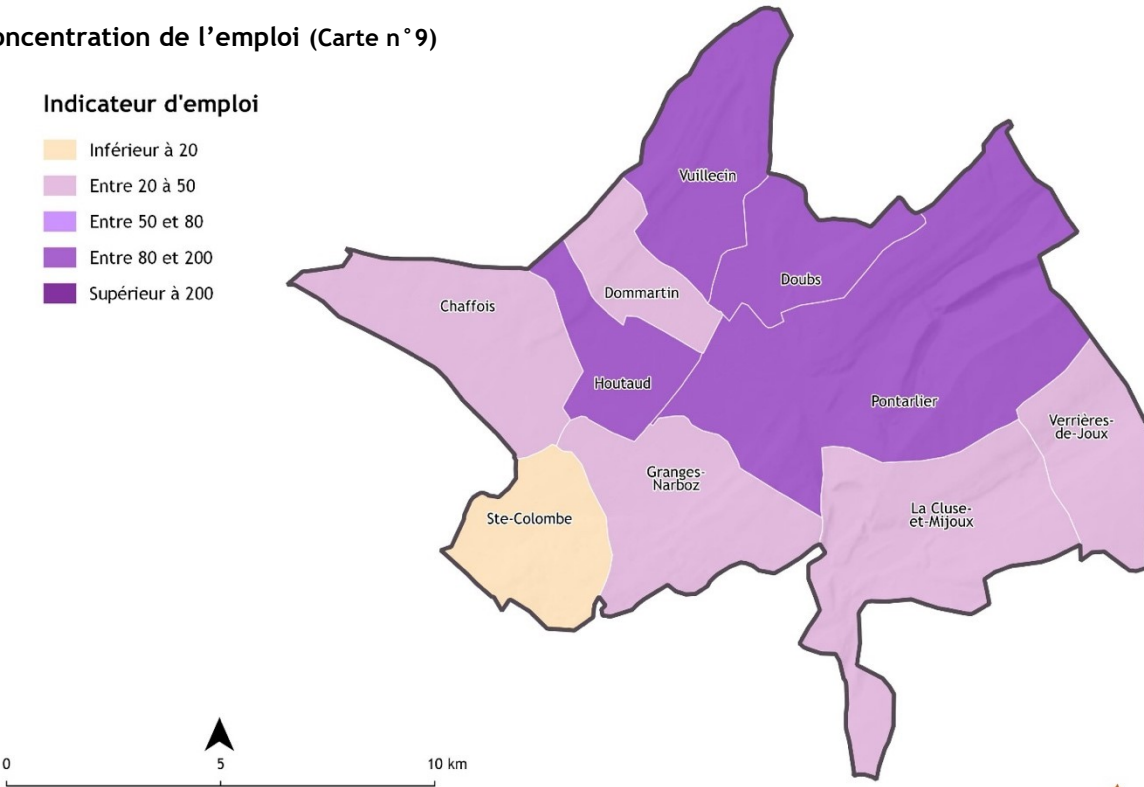 oncentration de l'emploi (Carte n°9)
Indicateur d'emploi
Inférieur à 20
Entre 20 à 50
Entre 50 et 80
Entre 80 et 200
Supérieur à 200
Vuillecin
Doubs
Dommartin
Chaffois
Houtaud
Pontarlier
Verrières-
de-Joux
Granges-
Narboz
La Cluse-
et-Mijoux
Ste-Colombe
0 5 10 km